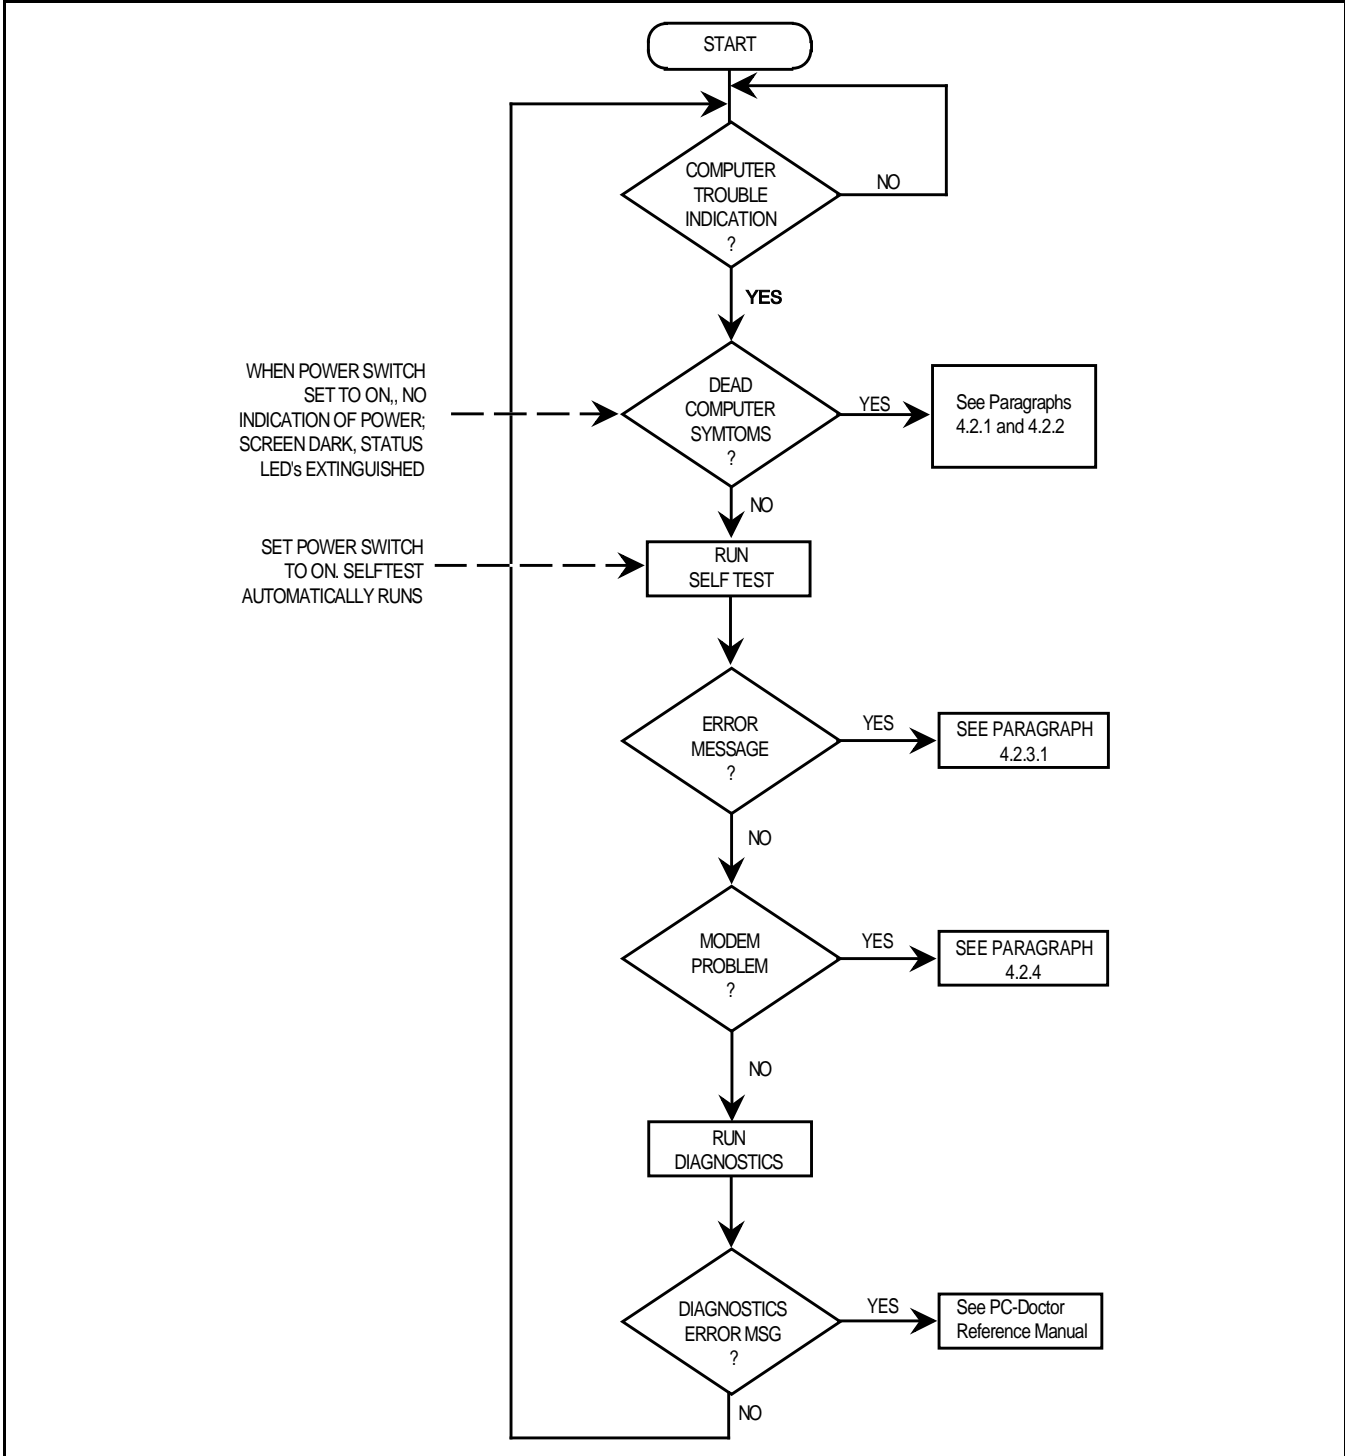 START
COMPUTER
TROUBLE
INDICATION
?
NO
YES
WHEN POWER SWITCH
SET TO ON,, NO
INDICATION OF POWER;
SCREEN DARK, STATUS
LED's EXTINGUISHED
DEAD
COMPUTER
SYMTOMS
?
YES
See Paragraphs
4.2.1 and 4.2.2
NO
SET POWER SWITCH
TO ON. SELFTEST
AUTOMATICALLY RUNS
RUN
SELF TEST
ERROR
MESSAGE
?
YES
SEE PARAGRAPH
4.2.3.1
NO
MODEM
PROBLEM
?
YES
SEE PARAGRAPH
4.2.4
NO
RUN
DIAGNOSTICS
DIAGNOSTICS
ERROR MSG
?
YES
See PC-Doctor
Reference Manual
NO